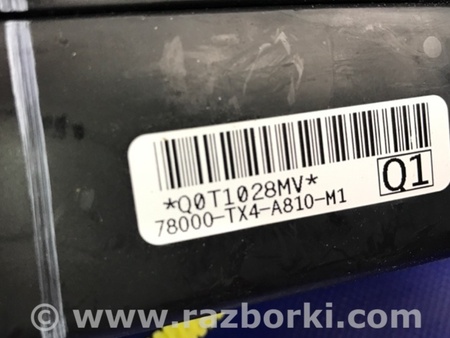 *Q0T1028MV*
Q1
78000-TX4-A810-M1
© www.razborki.com